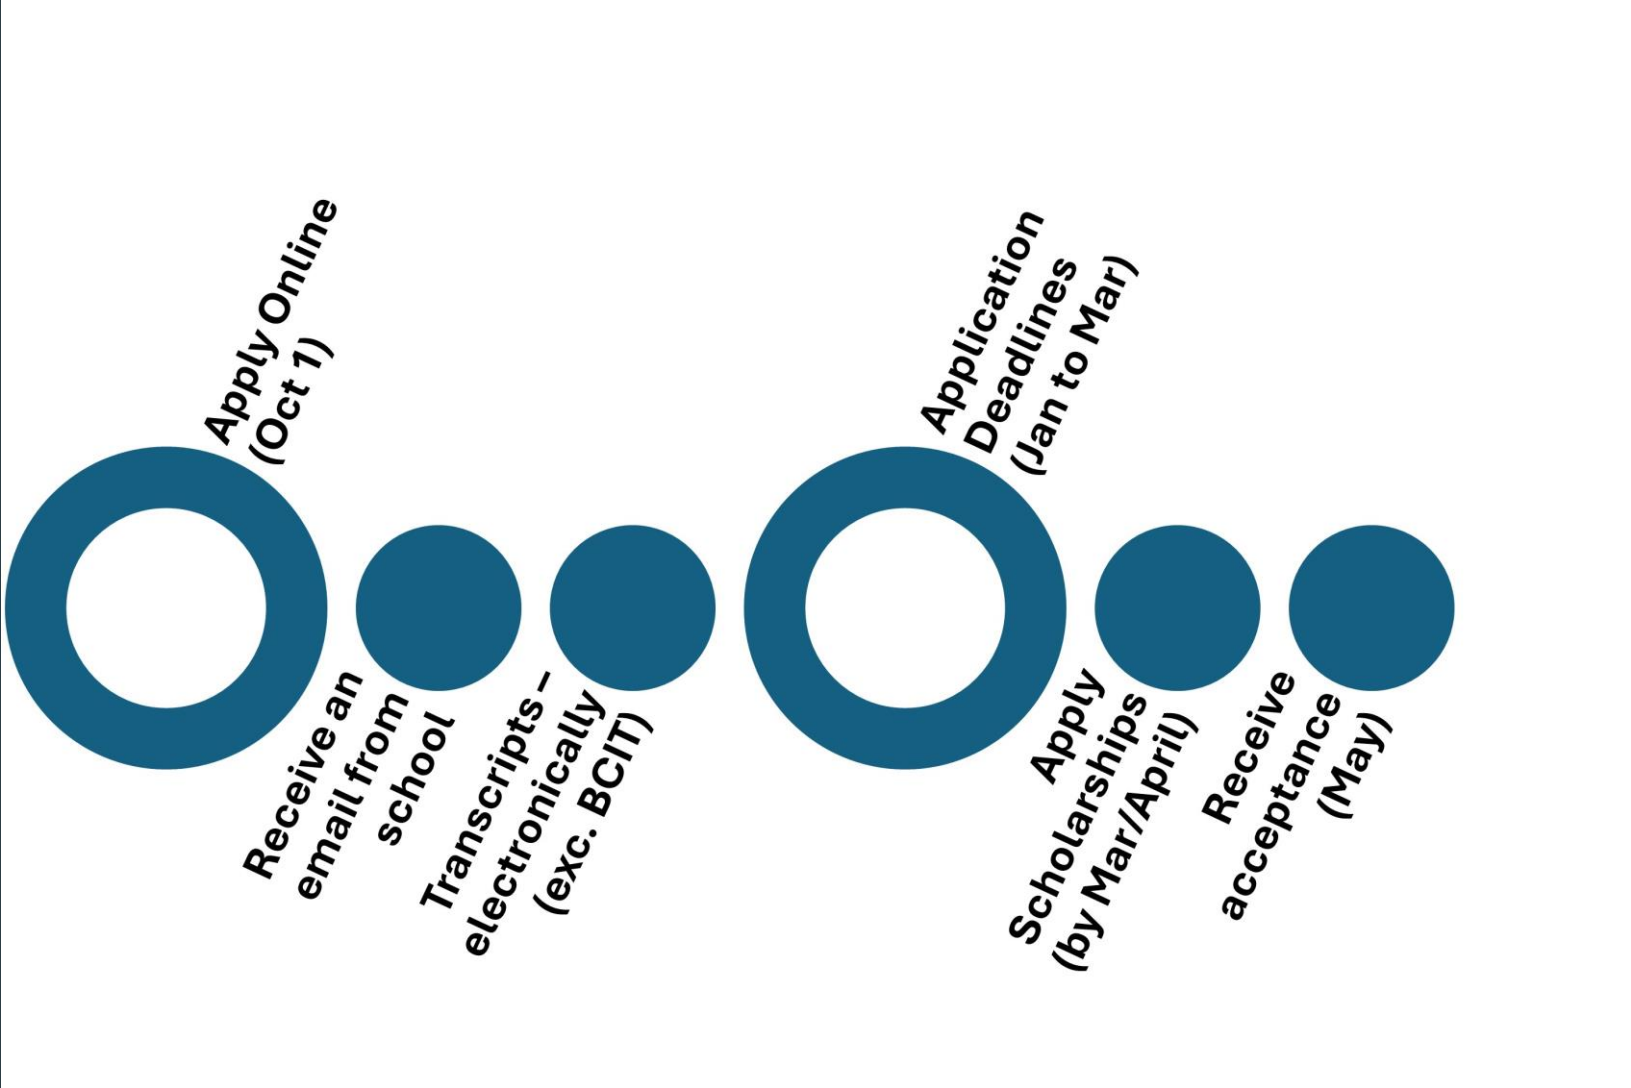 Apply Online
(Oct 1)
Receive an
email from
school
Transcripts –
electronically
(exc. BCIT)
Application
Deadlines
(Jan to Mar)
Apply
Scholarships
(by Mar/April)
Receive
acceptance
(May)